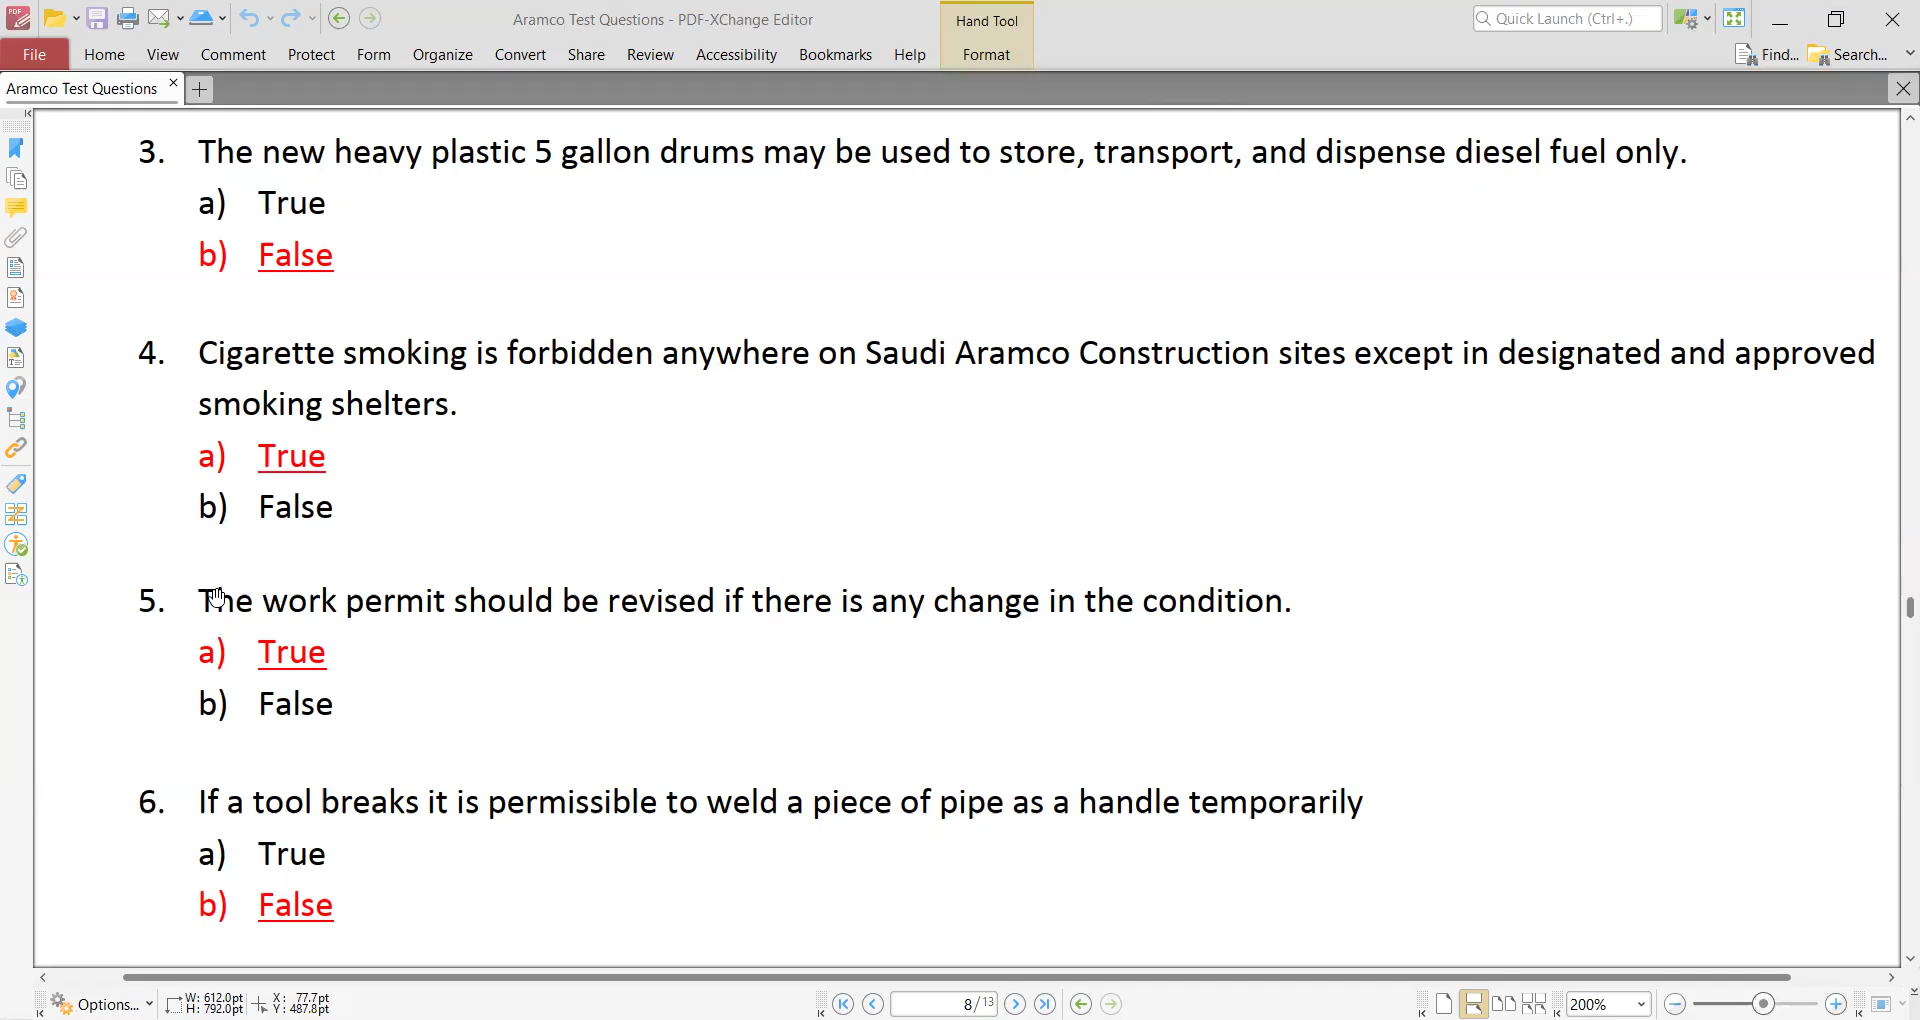 Aramco Test Questions - PDF-XChange Editor
Hand Tool
Quick Launch (Ctrl+.)
File Home View Comment Protect Form Organize Convert Share Review Accessibility Bookmarks Help Format
Find... Search...
Aramco Test Questions
3. The new heavy plastic 5 gallon drums may be used to store, transport, and dispense diesel fuel only.
a) True
b) False
4. Cigarette smoking is forbidden anywhere on Saudi Aramco Construction sites except in designated and approved
smoking shelters.
a) True
b) False
5. The work permit should be revised if there is any change in the condition.
a) True
b) False
6. If a tool breaks it is permissible to weld a piece of pipe as a handle temporarily
a) True
b) False
Options... W: 612.0pt X: 77.7pt 8/13 200%
H: 792.0pt Y: 487.8pt